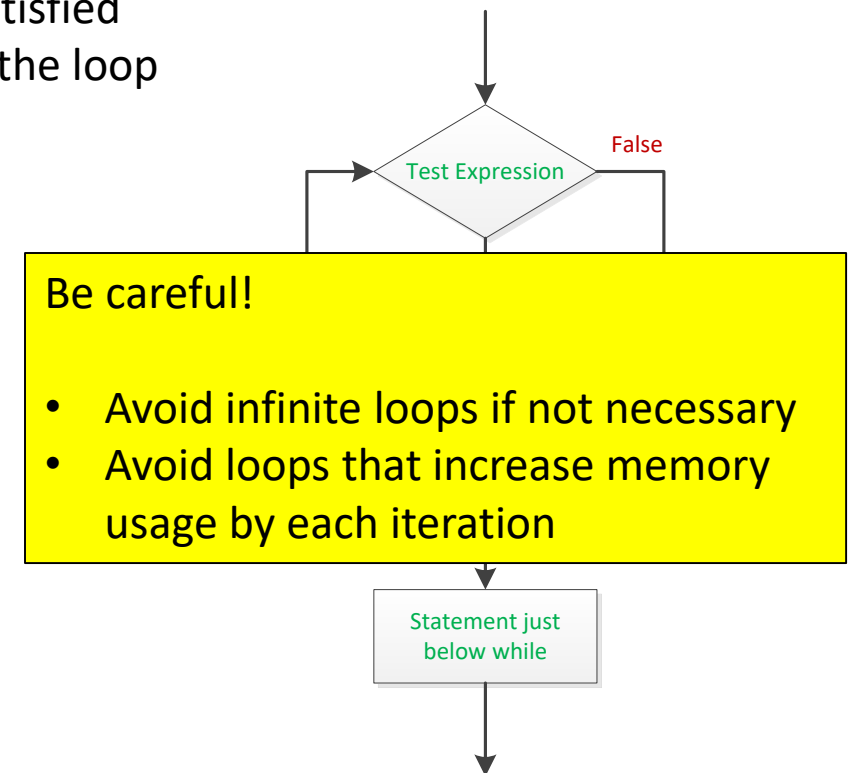 the loop
False
Test Expression
Be careful!
• Avoid infinite loops if not necessary
• Avoid loops that increase memory
usage by each iteration
Statement just
below while